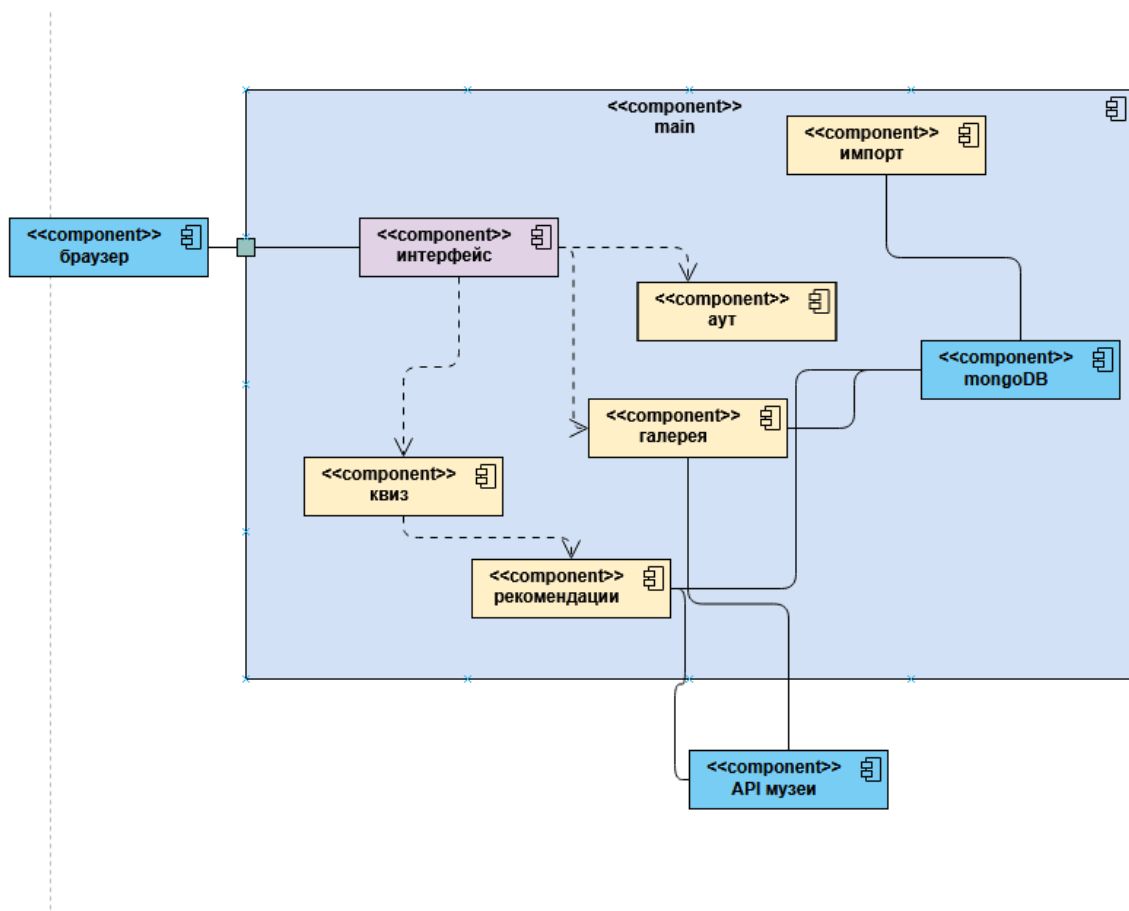 <<component>>
main
<<component>>
импорт
<<component>>
браузер
<<component>>
интерфейс
<<component>>
аут
<<component>>
mongoDB
<<component>>
галерея
<<component>>
квиз
<<component>>
рекомендации
<<component>>
API музеи